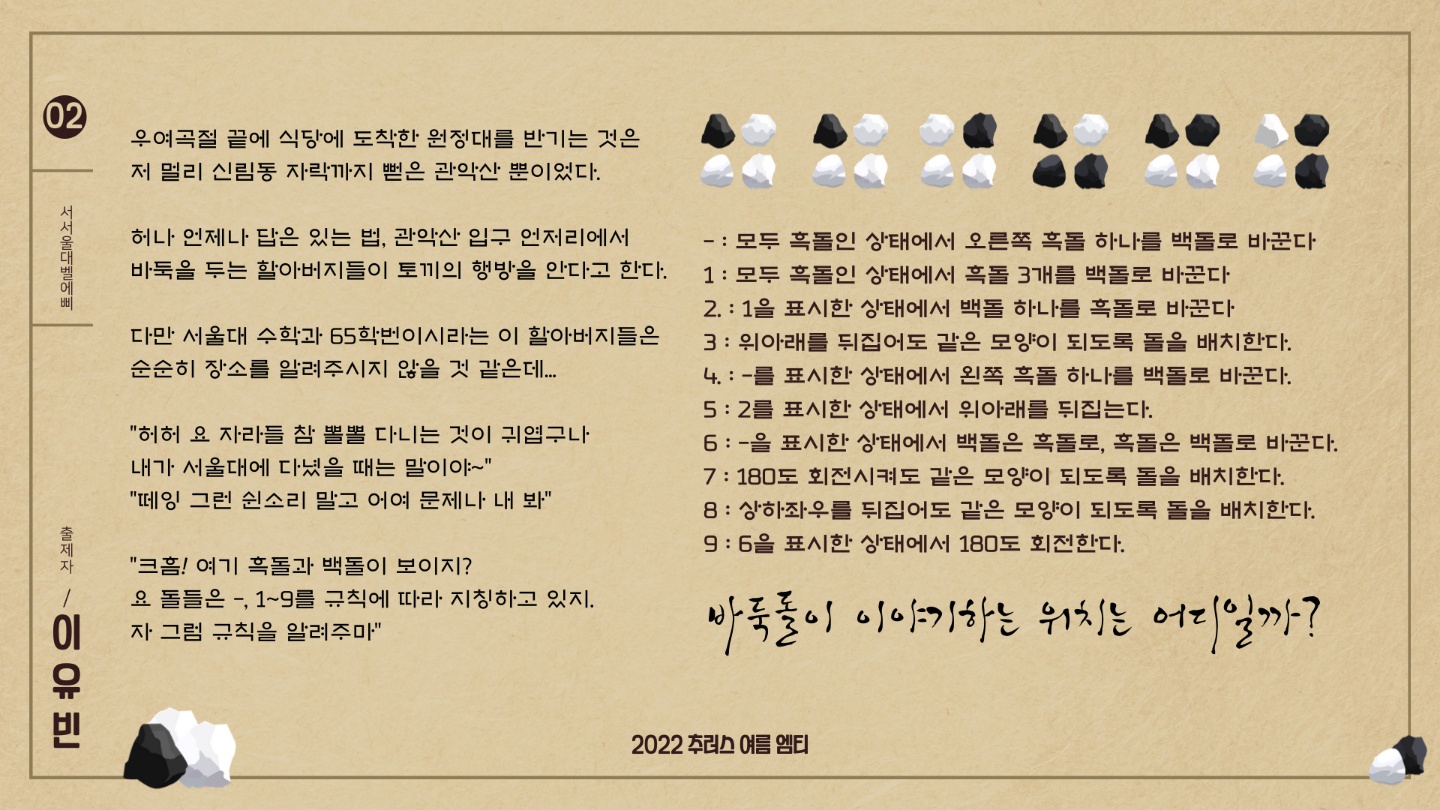 02
서서울대벨에삐
출제자
/
이유빈
우여곡절 끝에 식당에 도착한 원정대를 반기는 것은
저 멀리 신림동 자락까지 뻗은 관악산 뿐이었다.
허나 언제나 답은 있는 법, 관악산 입구 언저리에서
바둑을 두는 할아버지들이 토끼의 행방을 안다고 한다.
다만 서울대 수학과 65학번이시라는 이 할아버지들은
순순히 장소를 알려주시지 않을 것 같은데...
"허허 요 자라들 참 뽈뽈 다니는 것이 귀엽구나
내가 서울대에 다녔을 때는 말이야~"
"떼잉 그런 쉰소리 말고 어여 문제나 내 봐"
"크흠! 여기 흑돌과 백돌이 보이지?
요 돌들은 -, 1~9를 규칙에 따라 지칭하고 있지.
자 그럼 규칙을 알려주마"
- : 모두 흑돌인 상태에서 오른쪽 흑돌 하나를 백돌로 바꾼다
1 : 모두 흑돌인 상태에서 흑돌 3개를 백돌로 바꾼다
2. : 1을 표시한 상태에서 백돌 하나를 흑돌로 바꾼다
3 : 위아래를 뒤집어도 같은 모양이 되도록 돌을 배치한다.
4. : -를 표시한 상태에서 왼쪽 흑돌 하나를 백돌로 바꾼다.
5 : 2를 표시한 상태에서 위아래를 뒤집는다.
6 : -을 표시한 상태에서 백돌은 흑돌로, 흑돌은 백돌로 바꾼다.
7 : 180도 회전시켜도 같은 모양이 되도록 돌을 배치한다.
8 : 상하좌우를 뒤집어도 같은 모양이 되도록 돌을 배치한다.
9 : 6을 표시한 상태에서 180도 회전한다.
바둑돌이 이야기하는 위치는 어디일까?
2022 추러스 여름 엠티